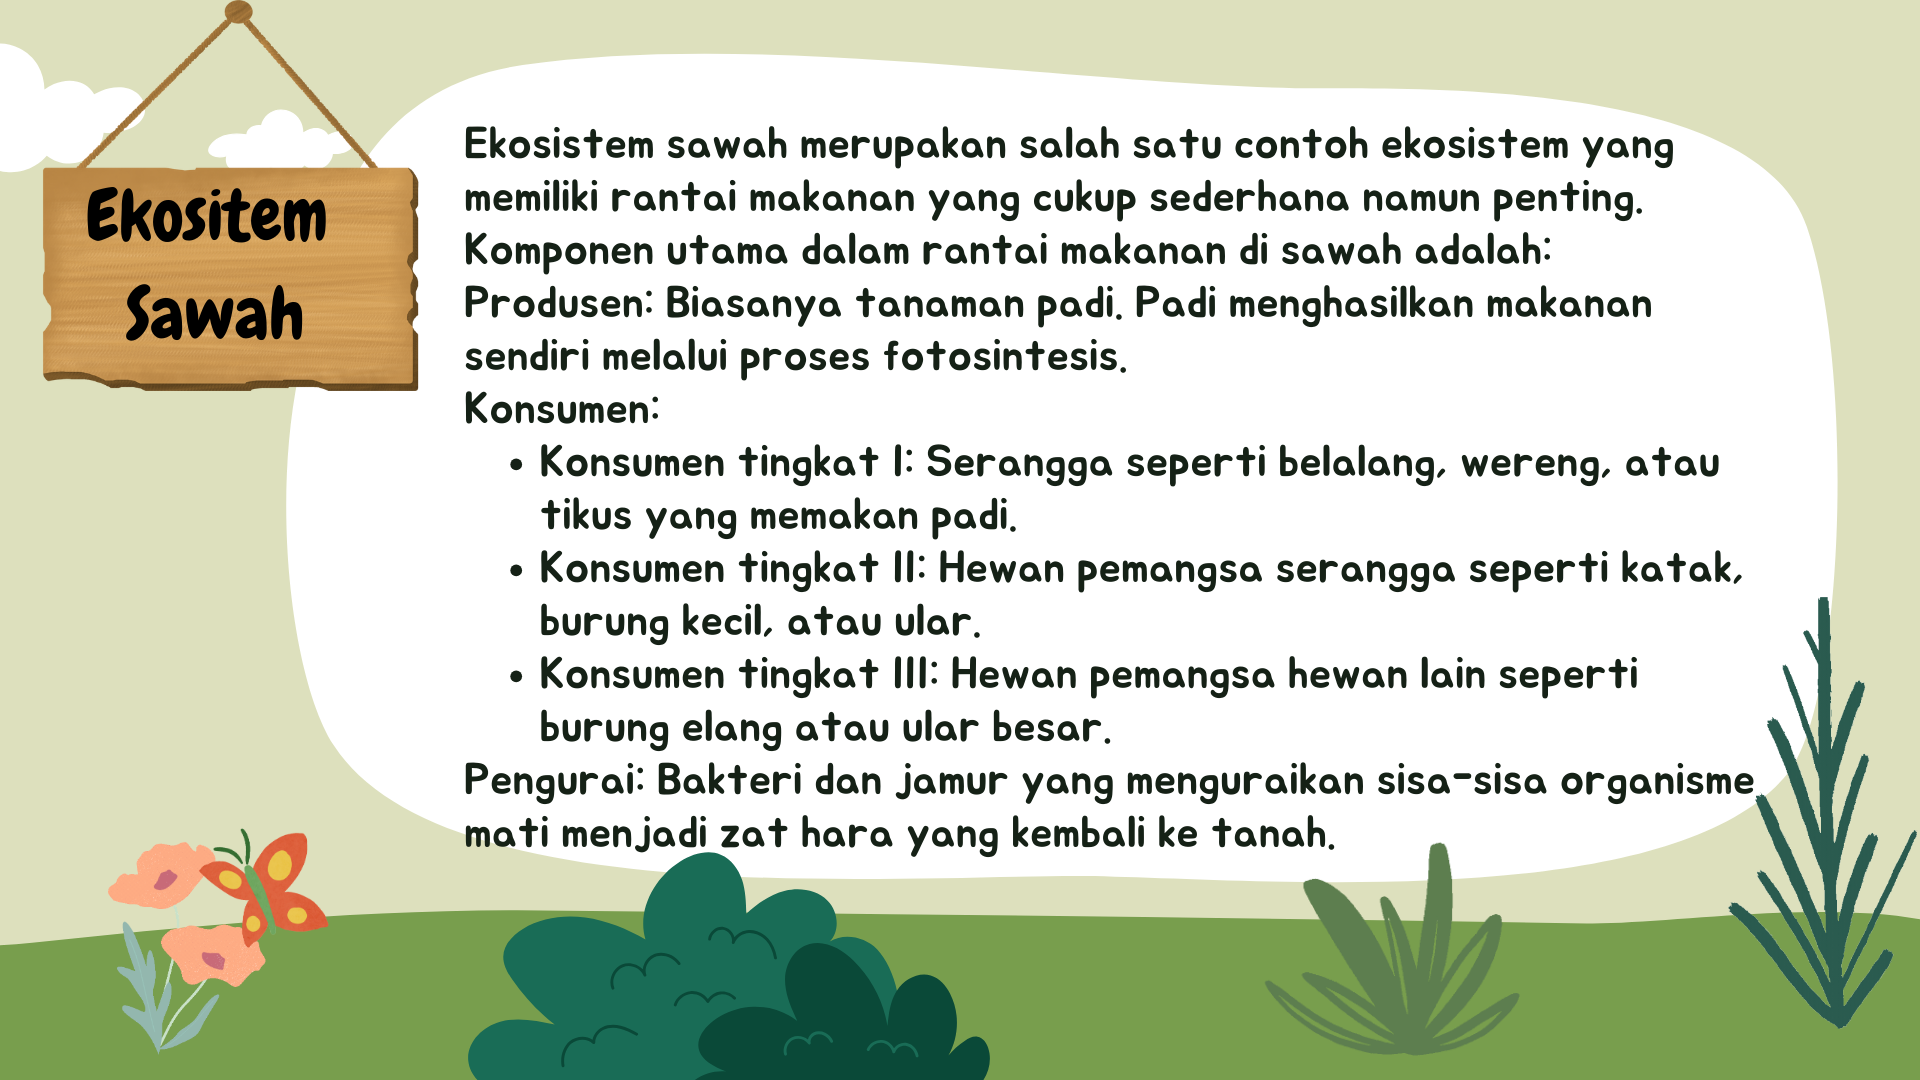 Ekositem
Sawah
Ekosistem sawah merupakan salah satu contoh ekosistem yang
memiliki rantai makanan yang cukup sederhana namun penting.
Komponen utama dalam rantai makanan di sawah adalah:
Produsen: Biasanya tanaman padi. Padi menghasilkan makanan
sendiri melalui proses fotosintesis.
Konsumen:
• Konsumen tingkat I: Serangga seperti belalang, wereng, atau
tikus yang memakan padi.
• Konsumen tingkat II: Hewan pemangsa serangga seperti katak,
burung kecil, atau ular.
• Konsumen tingkat III: Hewan pemangsa hewan lain seperti
burung elang atau ular besar.
Pengurai: Bakteri dan jamur yang menguraikan sisa-sisa organisme
mati menjadi zat hara yang kembali ke tanah.